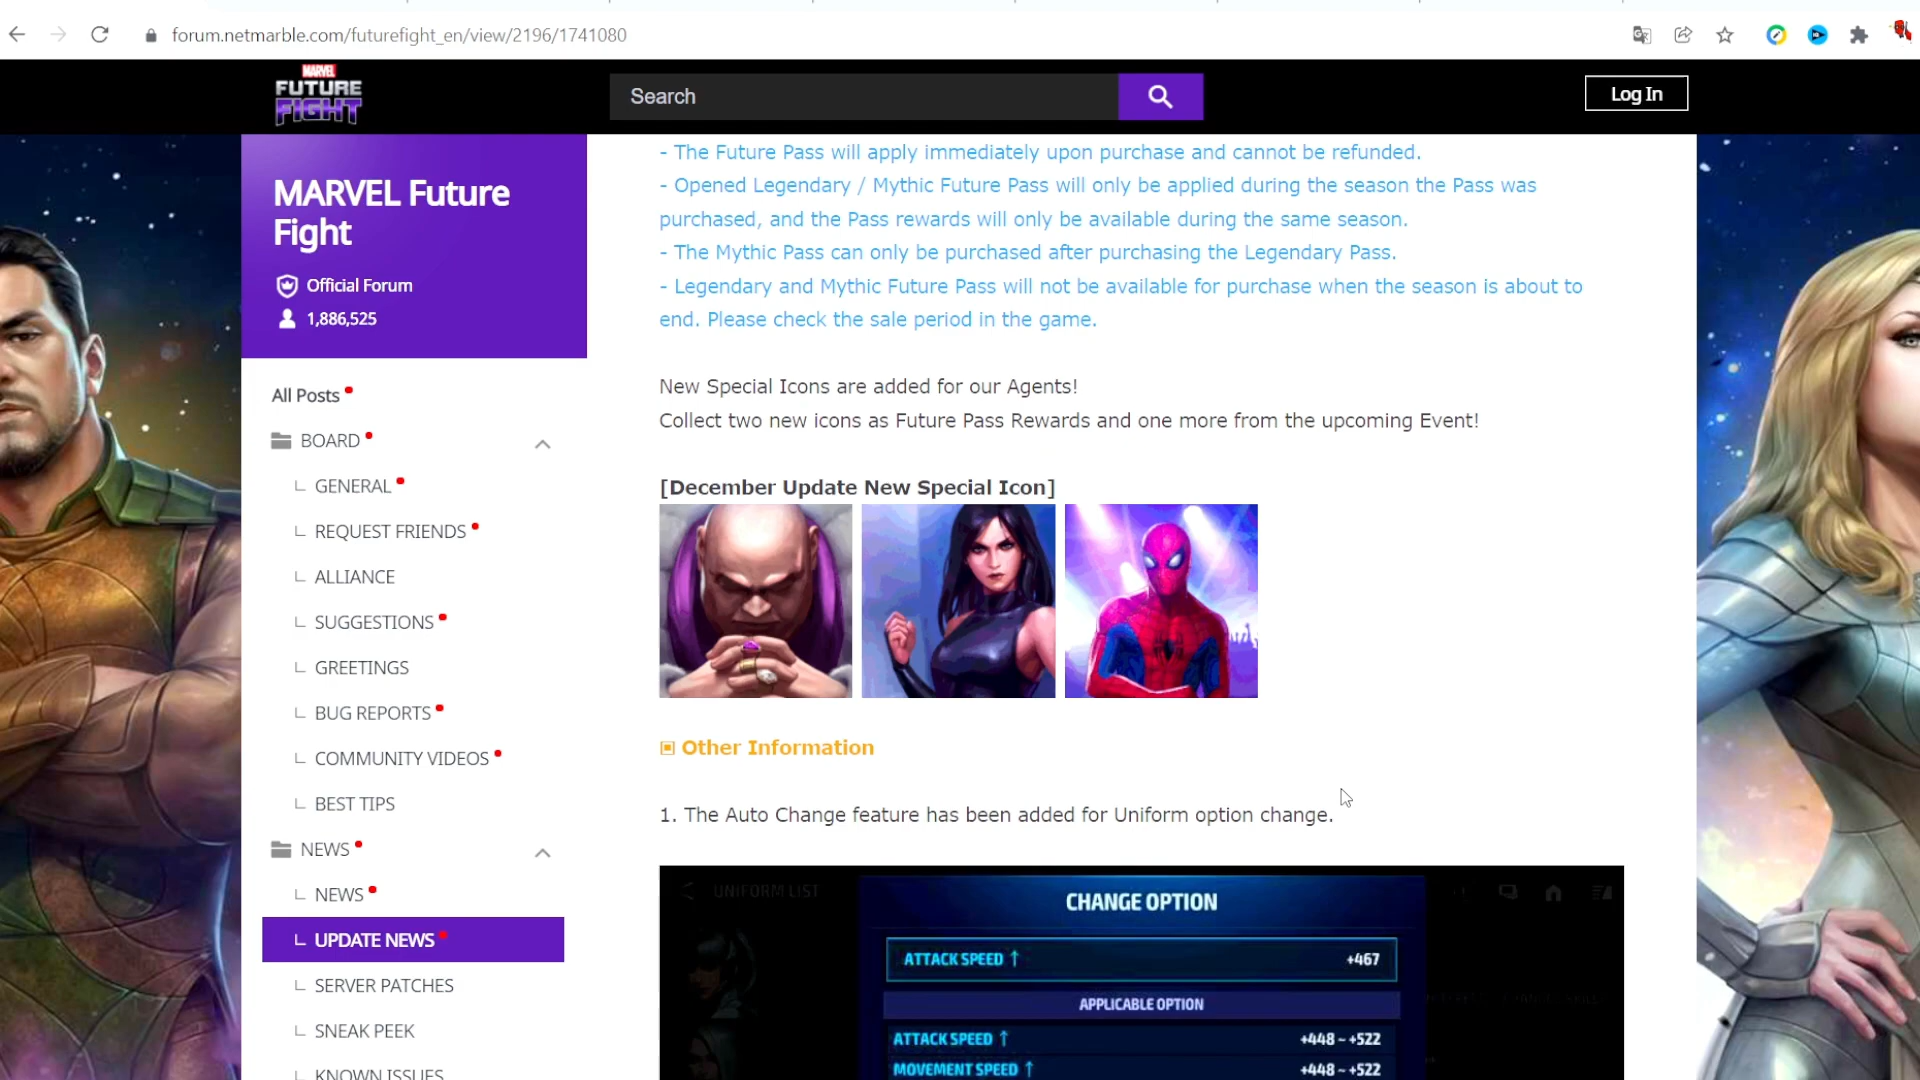 forum.netmarble.com/futurefight_en/view/2196/1741080
MARVEL
FUTURE
FIGHT
Search
Log In
MARVEL Future
Fight
Official Forum
1,886,525
All Posts
BOARD
GENERAL
REQUEST FRIENDS
ALLIANCE
SUGGESTIONS
GREETINGS
BUG REPORTS
COMMUNITY VIDEOS
BEST TIPS
NEWS
NEWS
UPDATE NEWS
SERVER PATCHES
SNEAK PEEK
KNOWN ISSUES
- The Future Pass will apply immediately upon purchase and cannot be refunded.
- Opened Legendary / Mythic Future Pass will only be applied during the season the Pass was
purchased, and the Pass rewards will only be available during the same season.
- The Mythic Pass can only be purchased after purchasing the Legendary Pass.
- Legendary and Mythic Future Pass will not be available for purchase when the season is about to
end. Please check the sale period in the game.
New Special Icons are added for our Agents!
Collect two new icons as Future Pass Rewards and one more from the upcoming Event!
[December Update New Special Icon]
▣ Other Information
1. The Auto Change feature has been added for Uniform option change.
UNIFORM LIST
CHANGE OPTION
ATTACK SPEED ↑ +467
APPLICABLE OPTION
ATTACK SPEED ↑ +448 ~ +522
MOVEMENT SPEED ↑ +448 ~ +522